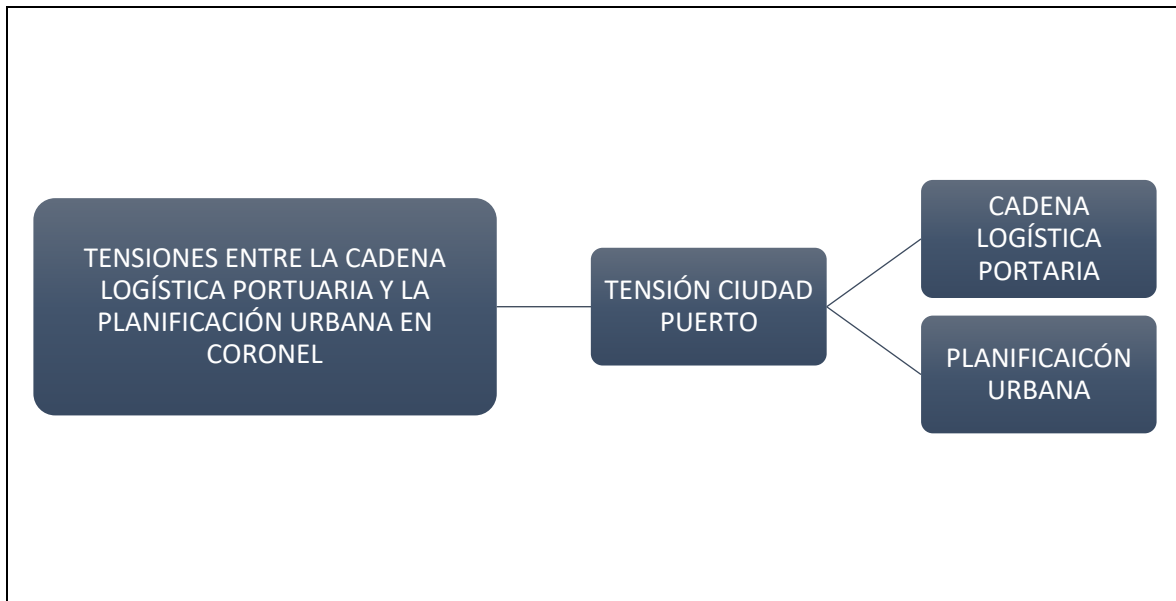 TENSIONES ENTRE LA CADENA
LOGÍSTICA PORTUARIA Y LA
PLANIFICACIÓN URBANA EN
CORONEL
TENSIÓN CIUDAD
PUERTO
CADENA
LOGÍSTICA
PORTARIA
PLANIFICAICÓN
URBANA